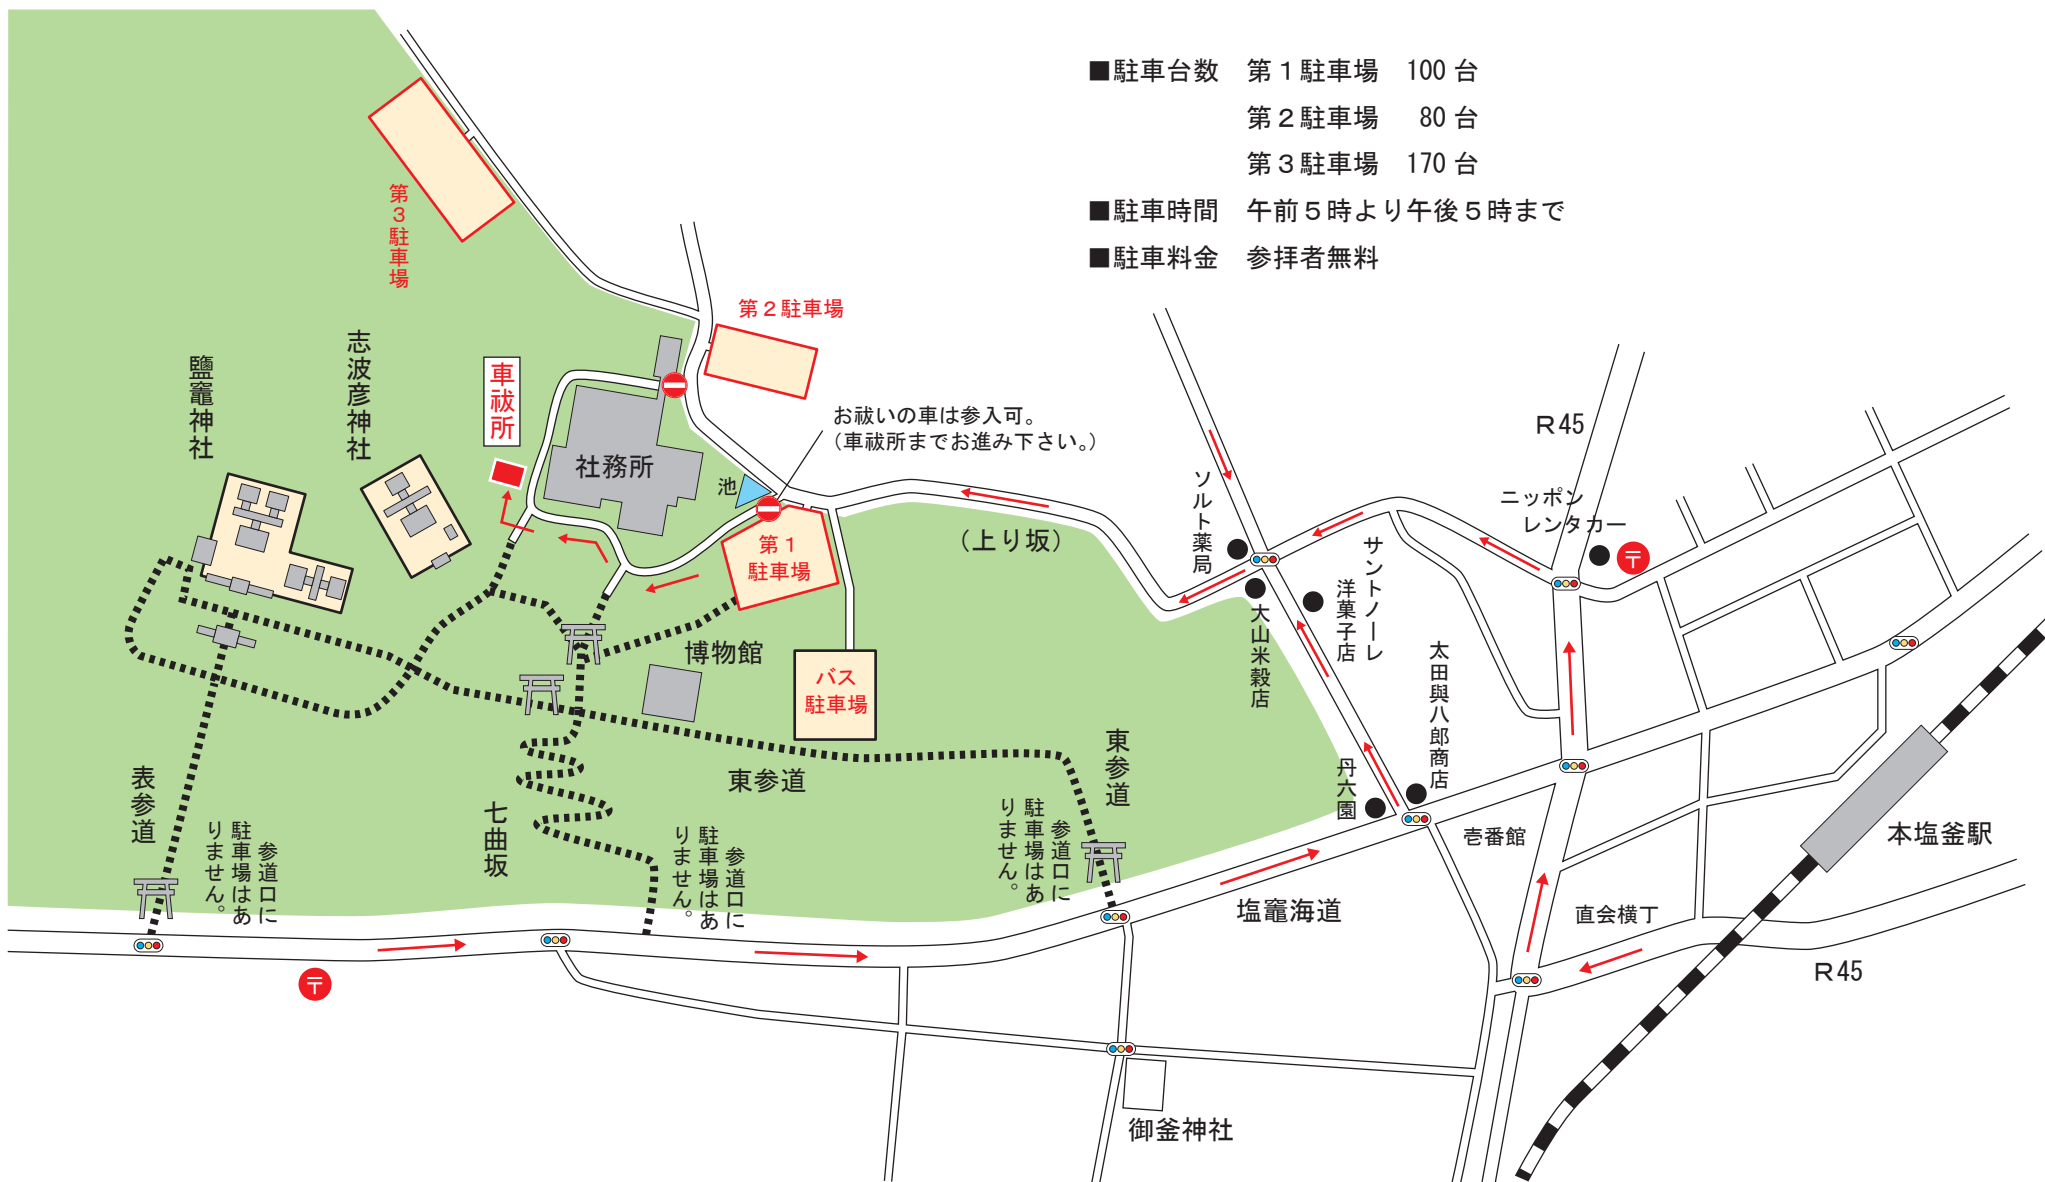 ■駐車台数　第１駐車場　100 台
第２駐車場　80 台
第３駐車場　170 台
■駐車時間　午前５時より午後５時まで
■駐車料金　参拝者無料
第３駐車場
第２駐車場
鹽竈神社
志波彦神社
車祓所
社務所
池
お祓いの車は参入可。
（車祓所までお進み下さい。）
第１
駐車場
（上り坂）
ソルト薬局
サントノーレ
洋菓子店
大山米穀店
太田與八郎商店
丹六園
R45
ニッポン
レンタカー
〒
博物館
バス
駐車場
東参道
東参道
表参道
七曲坂
参道口に
駐車場はあ
りません。
参道口に
駐車場はあ
りません。
参道口に
駐車場はあ
りません。
壱番館
本塩釜駅
塩竈海道
直会横丁
R45
〒
御釜神社